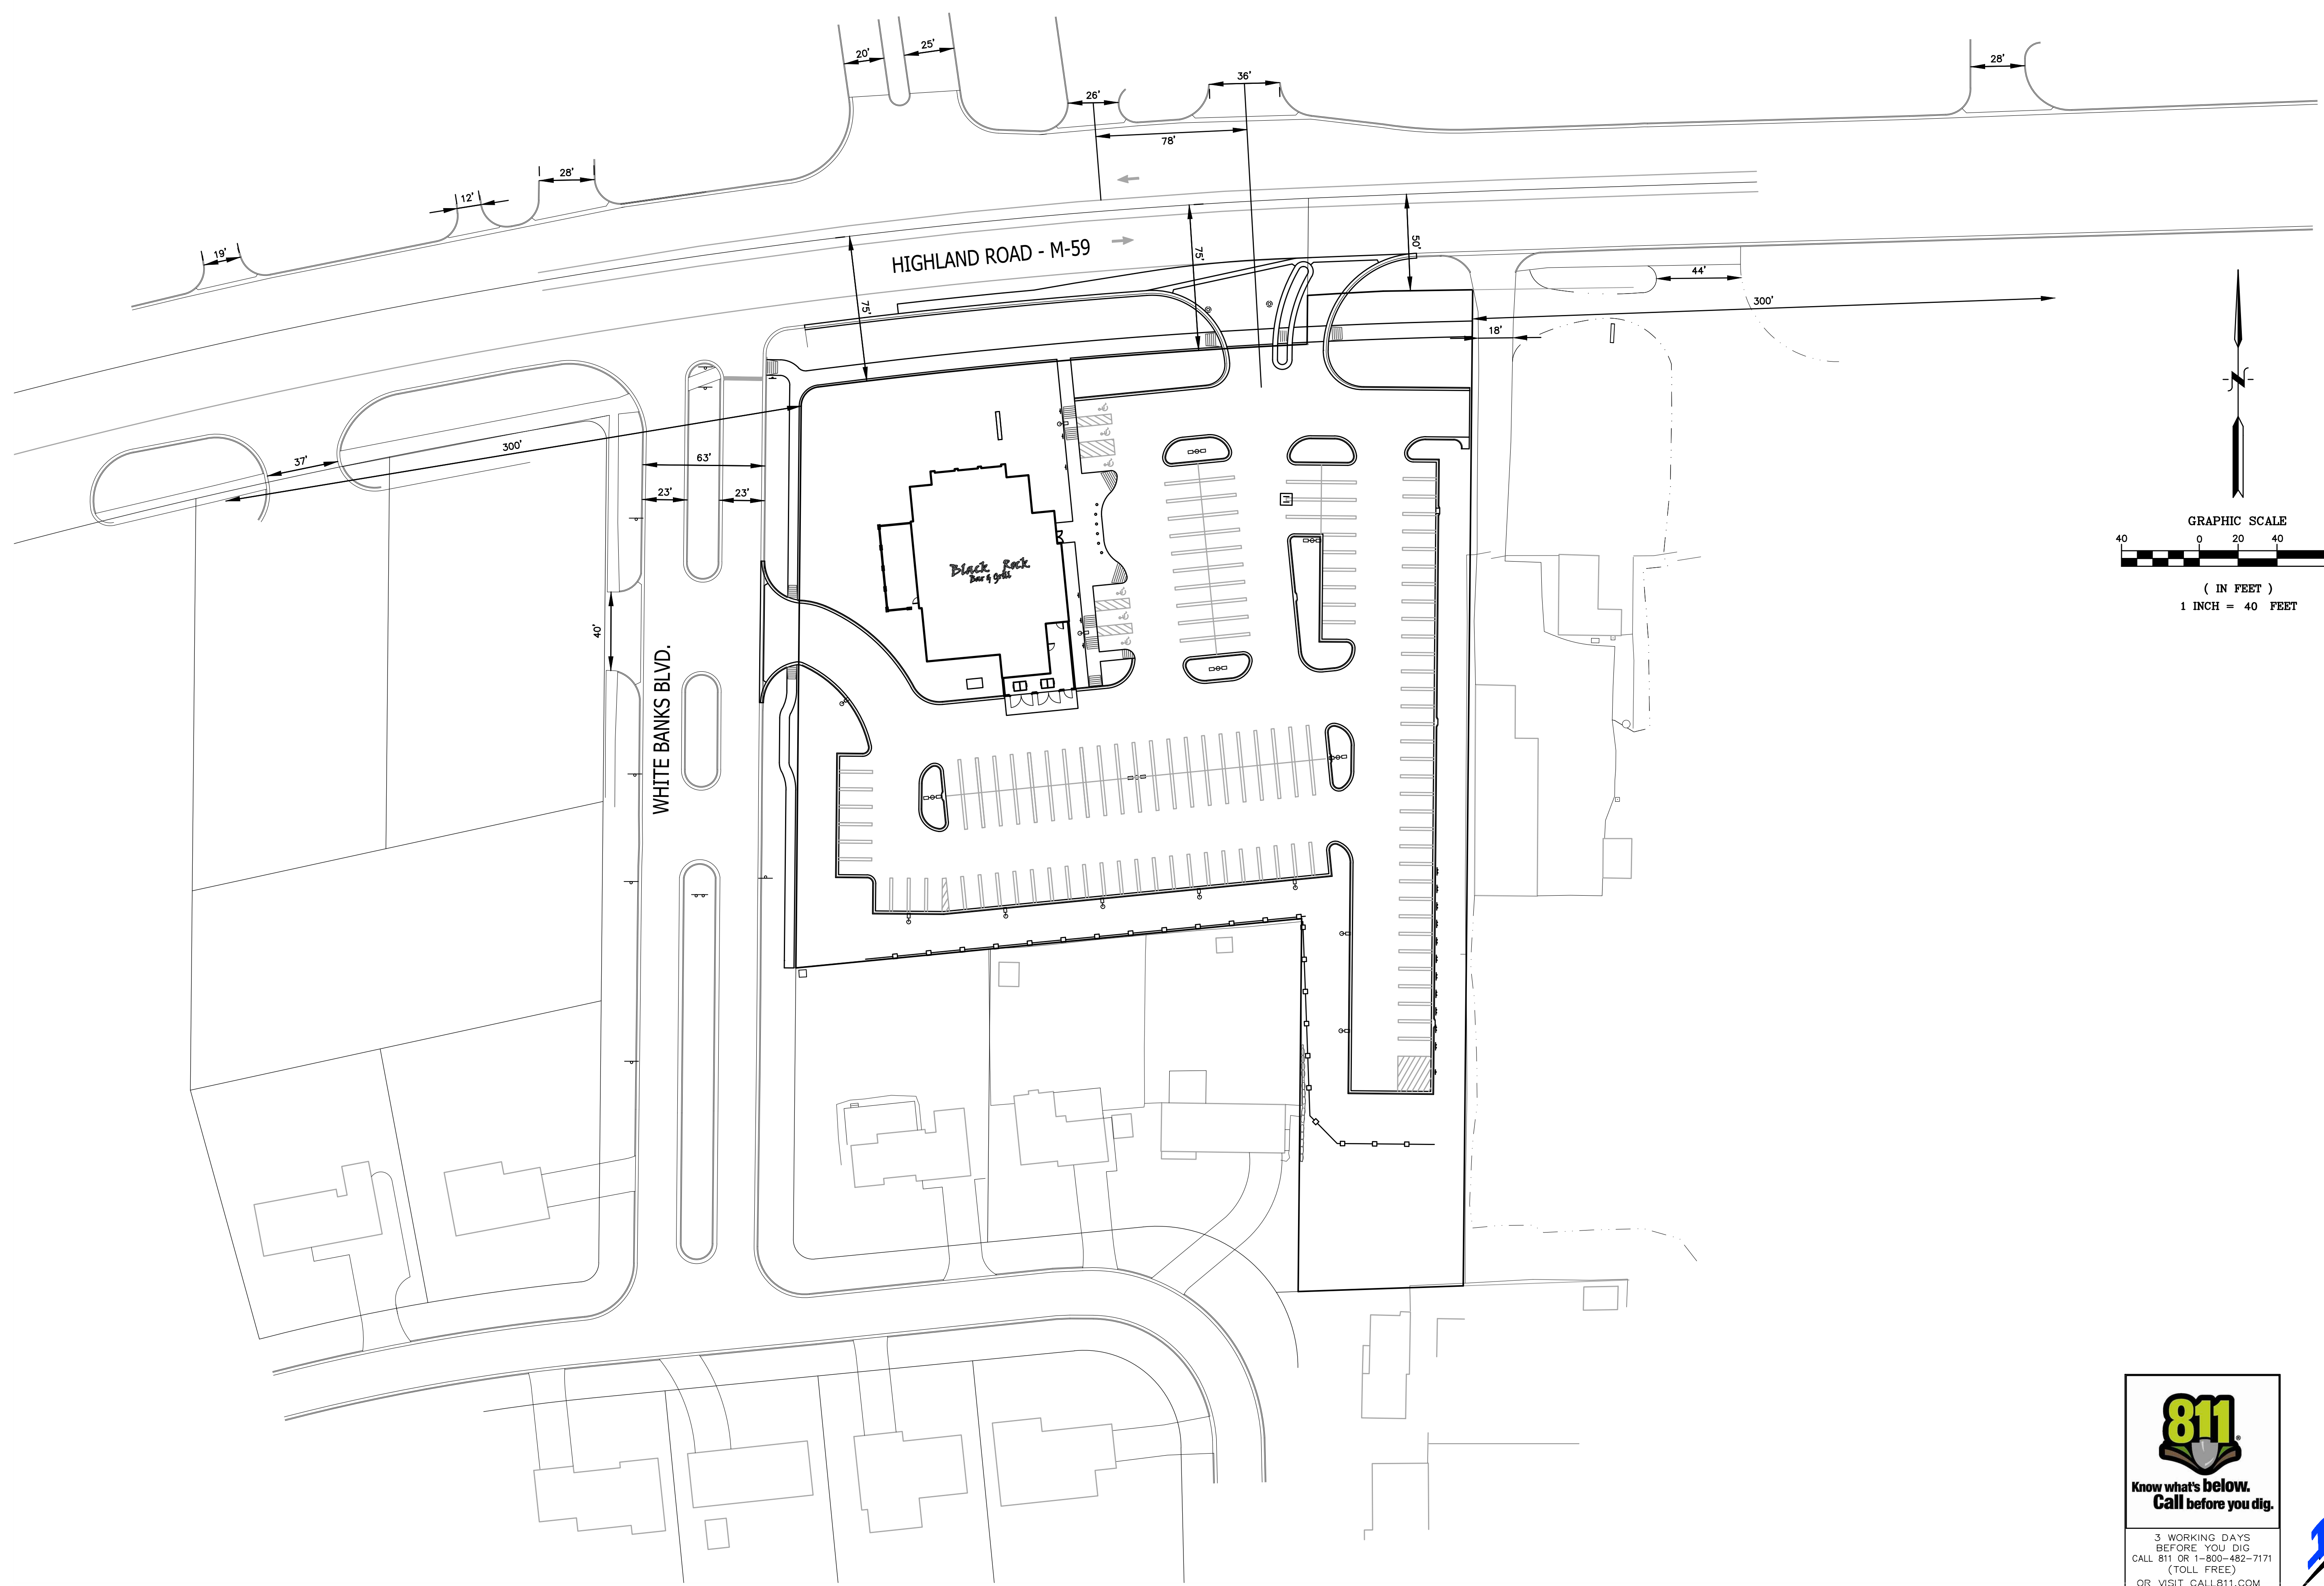 20'
25'
28'
36'
26'
78'
28'
12'
19'
HIGHLAND ROAD - M-59
75'
75'
50'
44'
300'
18'
300'
37'
63'
23'
23'
40'
WHITE BANKS BLVD.
Black Rock
Bar & Grill
H
N
GRAPHIC SCALE
40 0 20 40
( IN FEET )
1 INCH = 40 FEET
811®
Know what's below.
Call before you dig.
3 WORKING DAYS
BEFORE YOU DIG
CALL 811 OR 1-800-482-7171
(TOLL FREE)
OR VISIT CALL811.COM